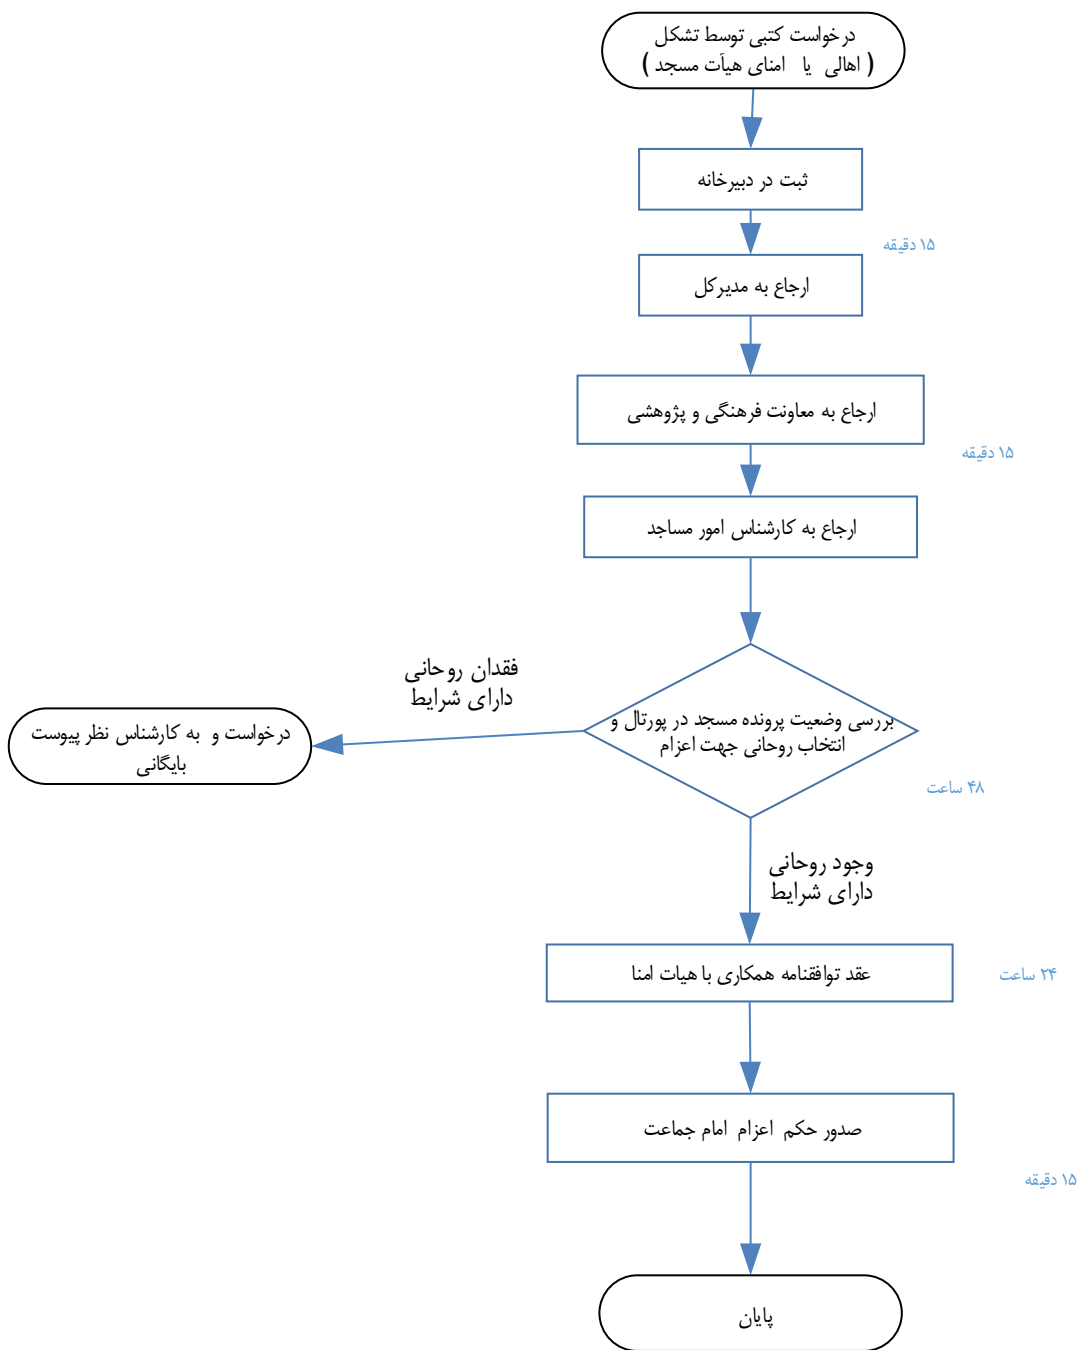 درخواست کتبی توسط تشکل
( اهالی یا امنای هیأت مسجد )
ثبت در دبیرخانه
۱۵ دقیقه
ارجاع به مدیرکل
ارجاع به معاونت فرهنگی و پژوهشی
۱۵ دقیقه
ارجاع به کارشناس امور مساجد
فقدان روحانی
دارای شرایط
بررسی وضعیت پرونده مسجد در پورتال و
انتخاب روحانی جهت اعزام
درخواست و به کارشناس نظر پیوست
بایگانی
۴۸ ساعت
وجود روحانی
دارای شرایط
عقد توافقنامه همکاری با هیات امنا
۲۴ ساعت
صدور حکم اعزام امام جماعت
۱۵ دقیقه
پایان